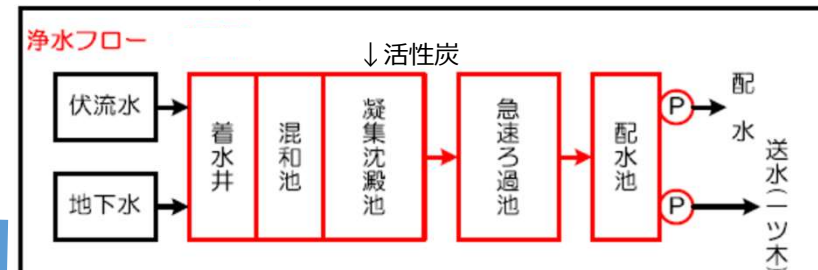 浄水フロー
↓活性炭
伏流水
地下水
着水井
混和池
凝集沈澱池
急速ろ過池
配水池
P
配水
P
送水(一ツ木